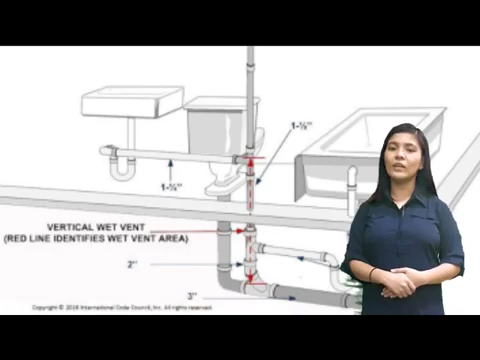 1-½"
1-¼"
VERTICAL WET VENT
(RED LINE IDENTIFIES WET VENT AREA)
2"
3"
Copyright © 2018 International Code Council, Inc. All rights reserved.